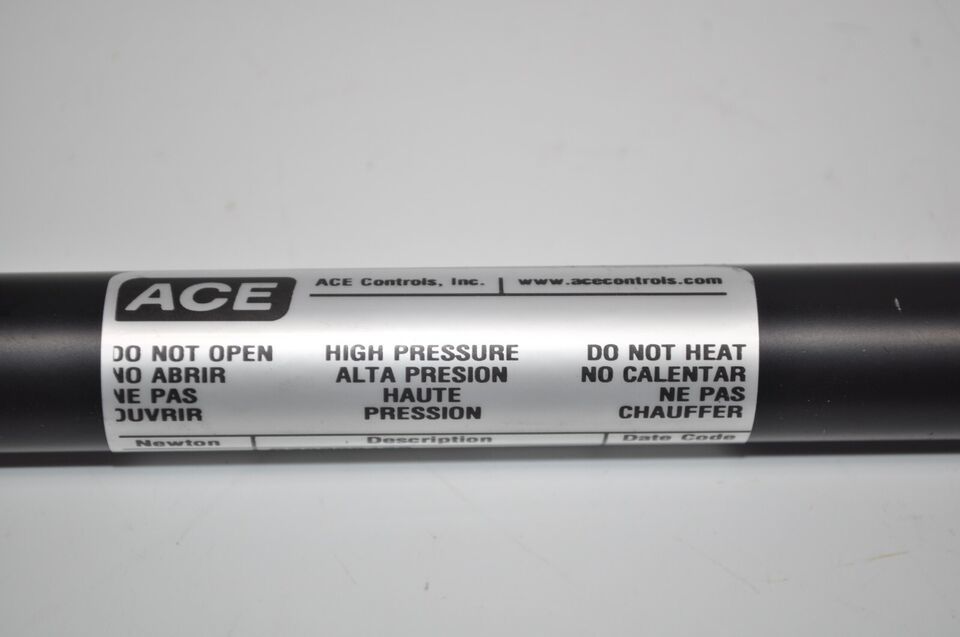 ACE ACE Controls, Inc. | www.acecontrols.com
DO NOT OPEN HIGH PRESSURE DO NOT HEAT
NO ABRIR ALTA PRESION NO CALENTAR
NE PAS HAUTE NE PAS
OUVRIR PRESSION CHAUFFER
Newton Description Date Code